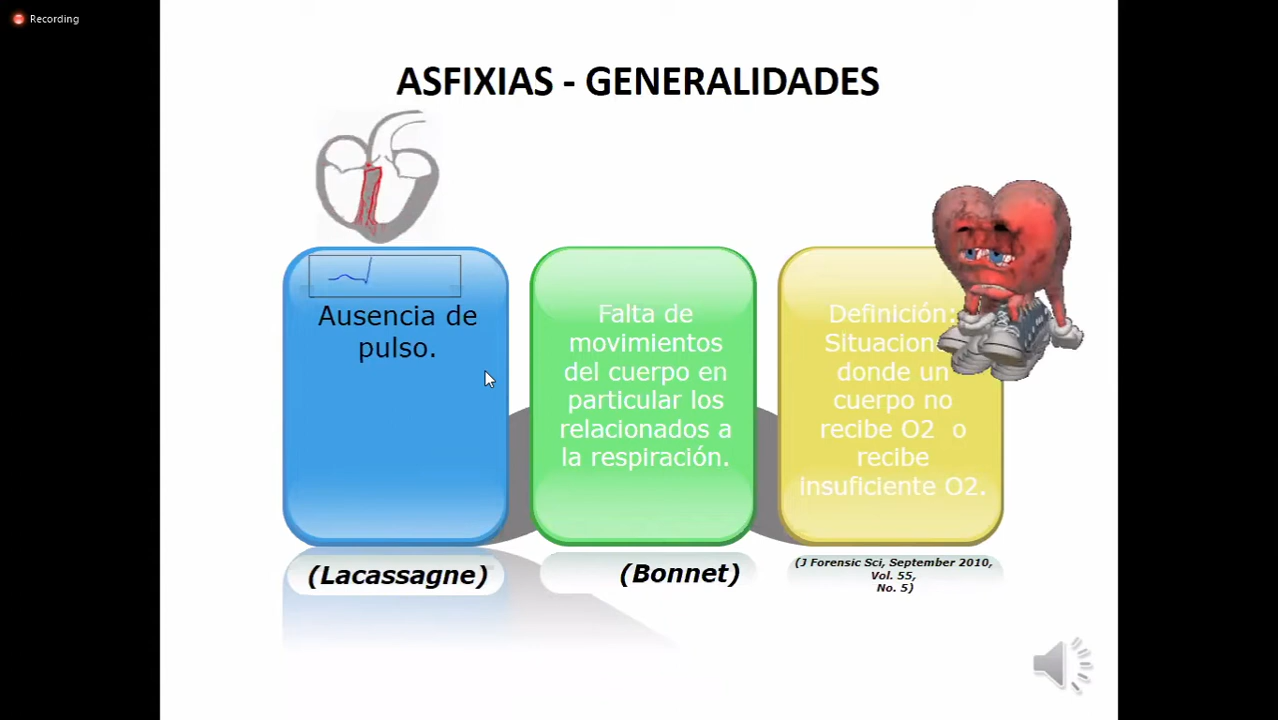 Recording
ASFIXIAS - GENERALIDADES
Ausencia de
pulso.
(Lacassagne)
Falta de
movimientos
del cuerpo en
particular los
relacionados a
la respiración.
(Bonnet)
Definición:
Situacion
donde un
cuerpo no
recibe O2 o
recibe
insuficiente O2.
(J Forensic Sci, September 2010,
Vol. 55,
No. 5)